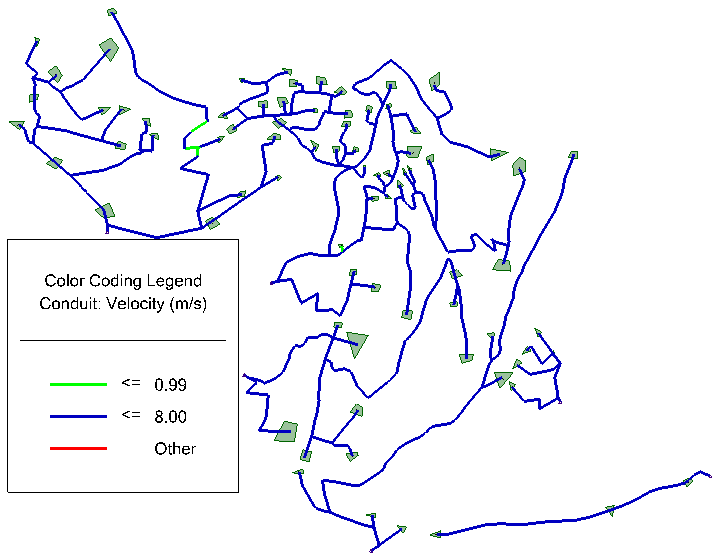 Color Coding Legend
Conduit: Velocity (m/s)
<= 0.99
<= 8.00
Other